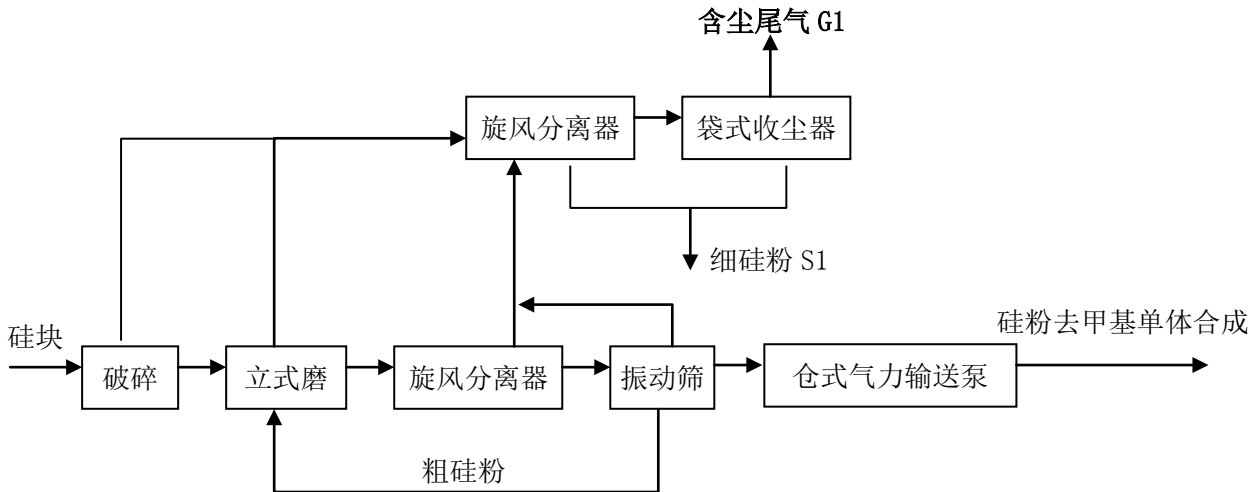 含尘尾气 G1
旋风分离器
袋式收尘器
细硅粉 S1
硅块
硅粉去甲基单体合成
破碎
立式磨
旋风分离器
振动筛
仓式气力输送泵
粗硅粉